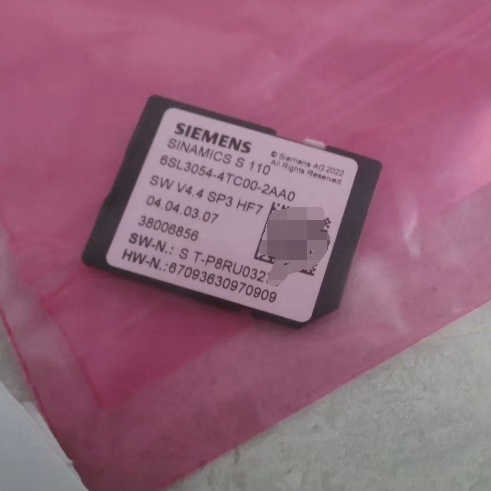 SIEMENS
SINAMICS S 110
© Siemens AG 2022
All Rights Reserved
6SL3054-4TC00-2AA0
SW V4.4 SP3 HF7
04.04.03.07
38006856
SW-N.: S T-P8RU032
HW-N.:67093630970909